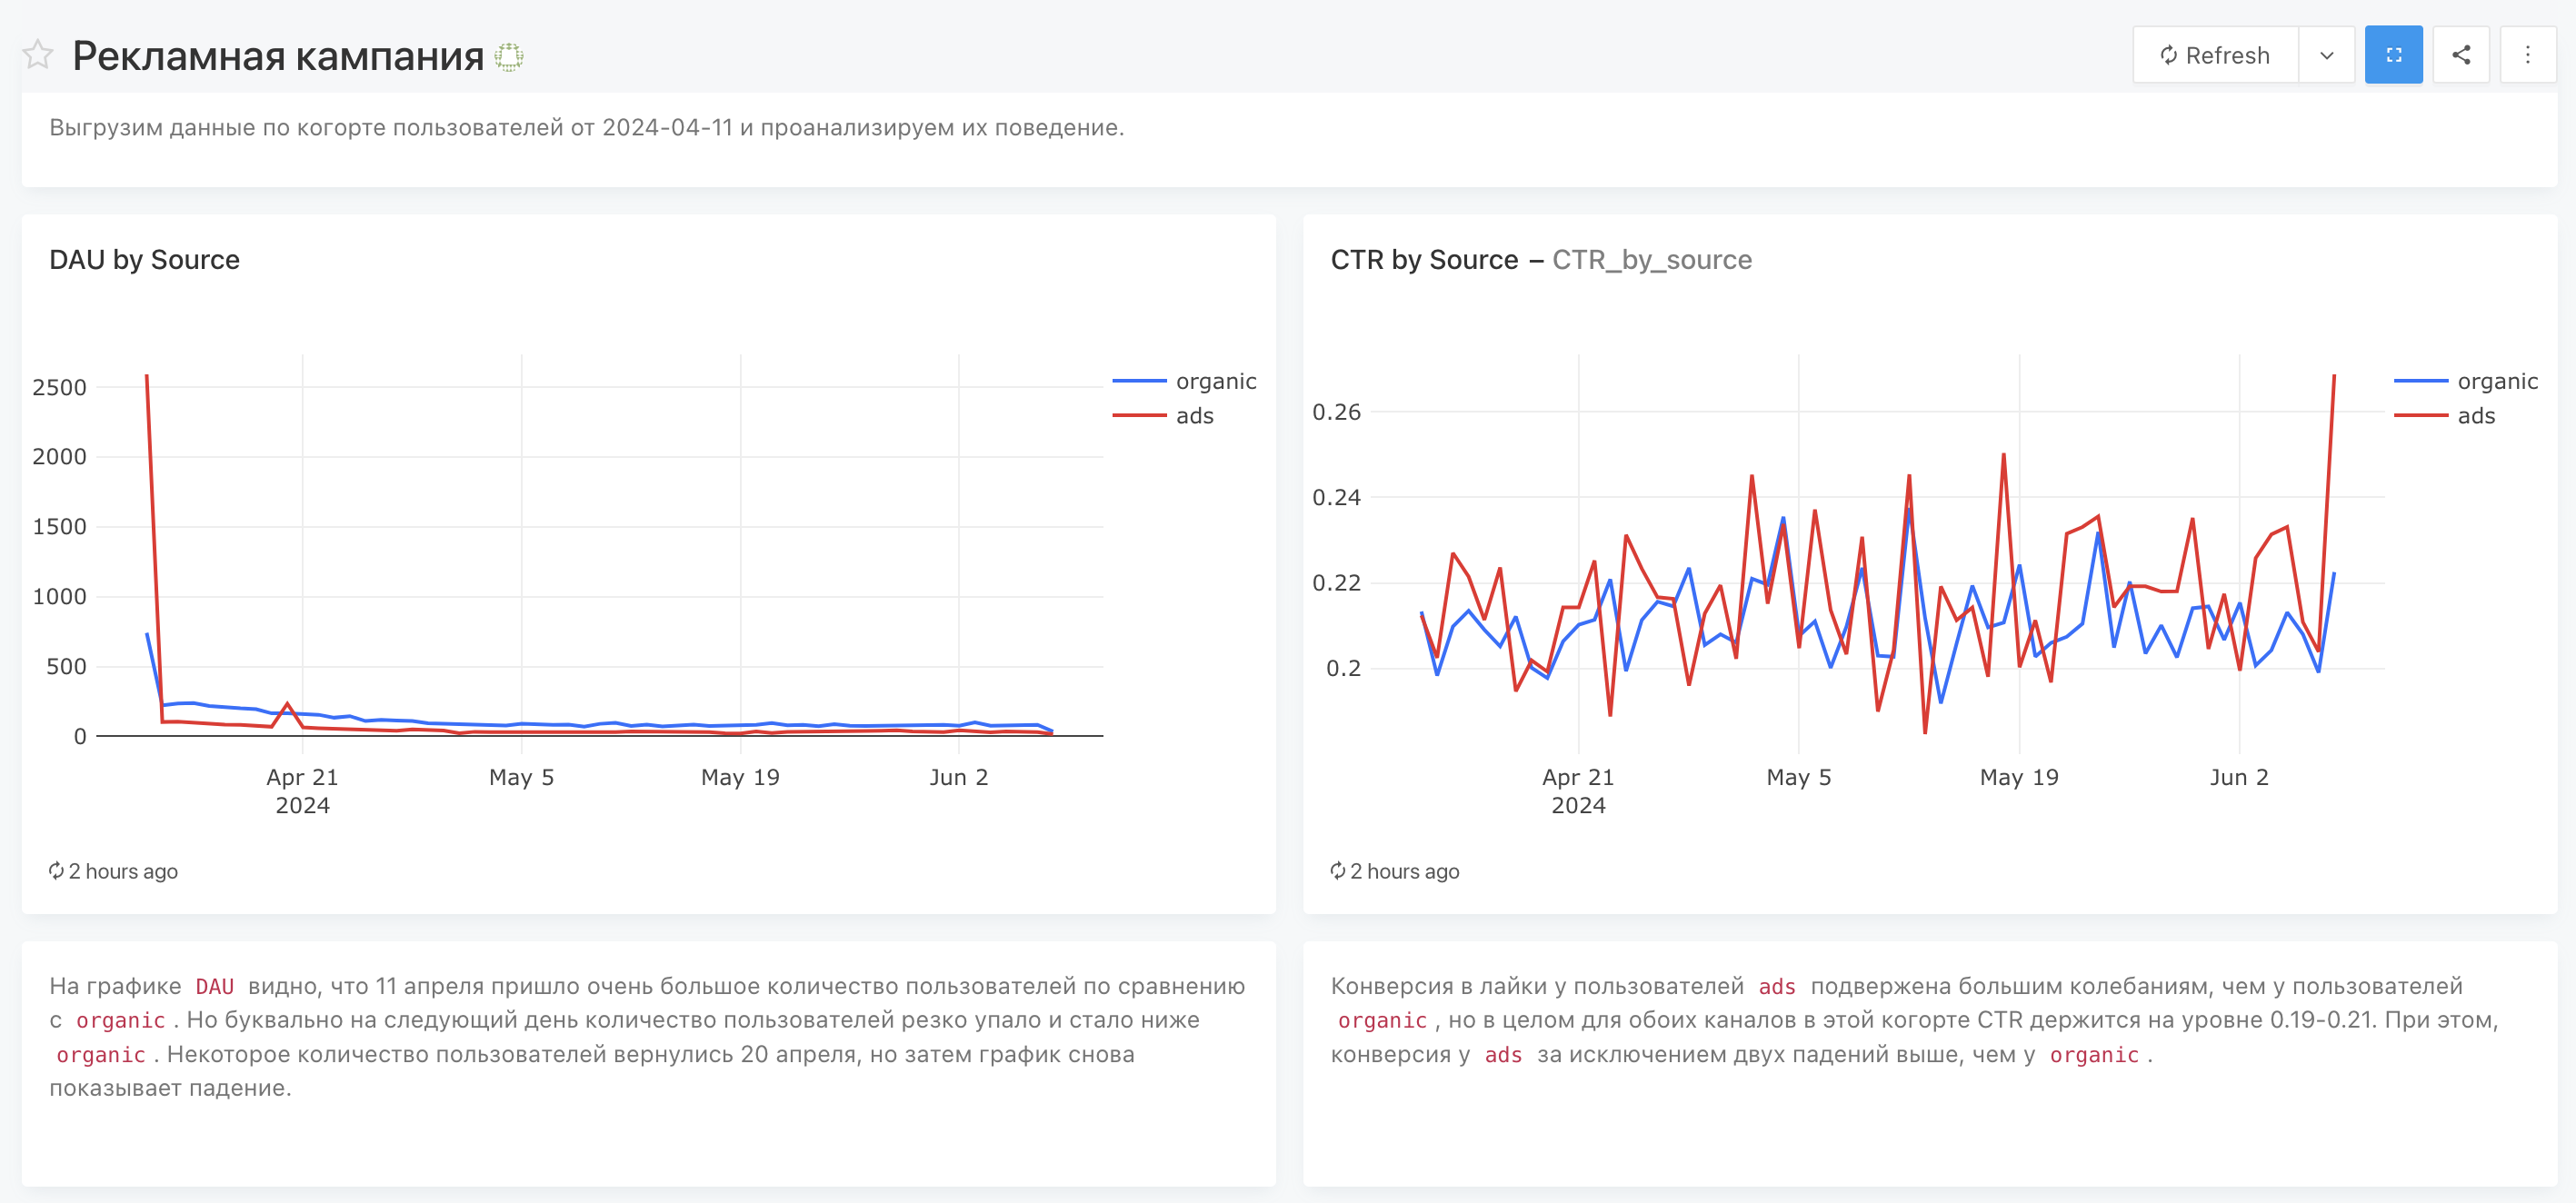 Рекламная кампания
Refresh
Выгрузим данные по когорте пользователей от 2024-04-11 и проанализируем их поведение.
DAU by Source
2500
2000
1500
1000
500
0
Apr 21
2024
May 5
May 19
Jun 2
organic
ads
2 hours ago
CTR by Source – CTR_by_source
0.26
0.24
0.22
0.2
Apr 21
2024
May 5
May 19
Jun 2
organic
ads
2 hours ago
На графике DAU видно, что 11 апреля пришло очень большое количество пользователей по сравнению
с organic . Но буквально на следующий день количество пользователей резко упало и стало ниже
organic . Некоторое количество пользователей вернулись 20 апреля, но затем график снова
показывает падение.
Конверсия в лайки у пользователей ads подвержена большим колебаниям, чем у пользователей
organic , но в целом для обоих каналов в этой когорте CTR держится на уровне 0.19-0.21. При этом,
конверсия у ads за исключением двух падений выше, чем у organic .